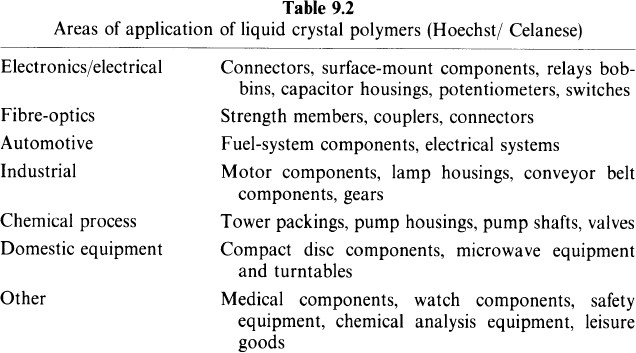 Table 9.2
Areas of application of liquid crystal polymers (Hoechst/ Celanese)
Electronics/electrical Connectors, surface-mount components, relays bob-
bins, capacitor housings, potentiometers, switches
Fibre-optics Strength members, couplers, connectors
Automotive Fuel-system components, electrical systems
Industrial Motor components, lamp housings, conveyor belt
components, gears
Chemical process Tower packings, pump housings, pump shafts, valves
Domestic equipment Compact disc components, microwave equipment
and turntables
Other Medical components, watch components, safety
equipment, chemical analysis equipment, leisure
goods